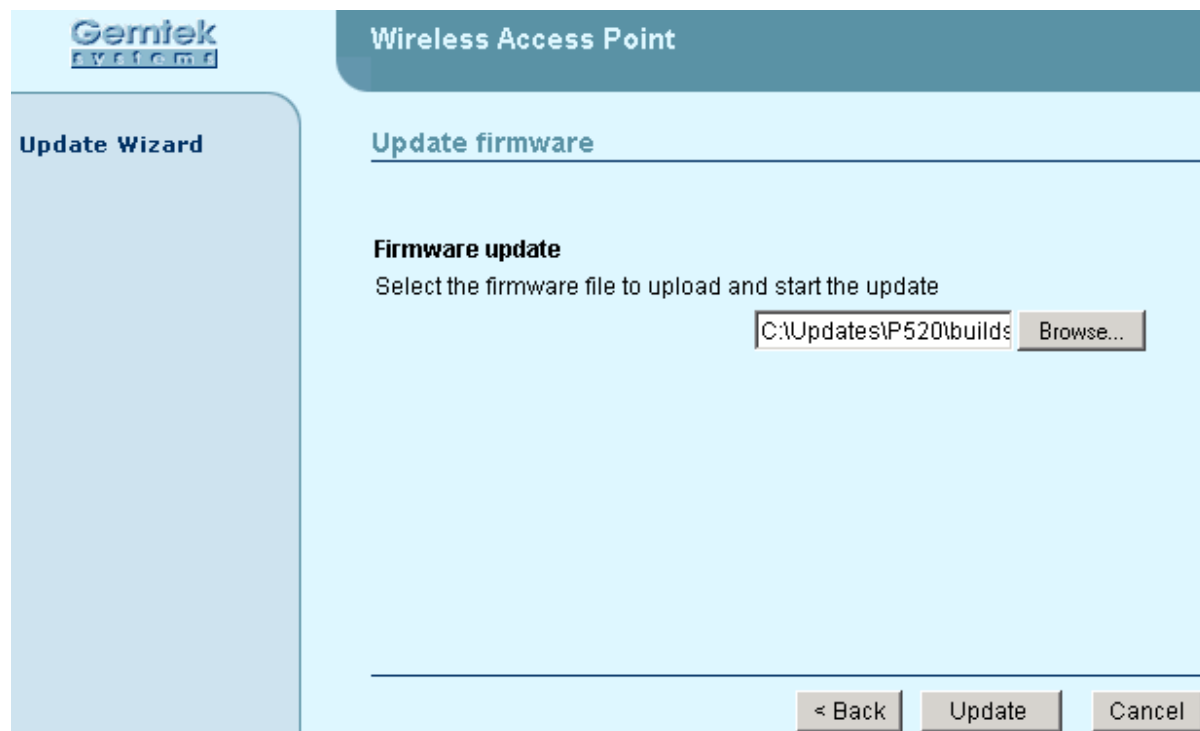 Gemtek
systems
Wireless Access Point
Update Wizard
Update firmware
Firmware update
Select the firmware file to upload and start the update
C:\Updates\P520\builds
Browse...
< Back
Update
Cancel